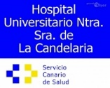 Hospital
Universitario Ntra.
Sra. de
La Candelaria
Servicio
Canario
de Salud